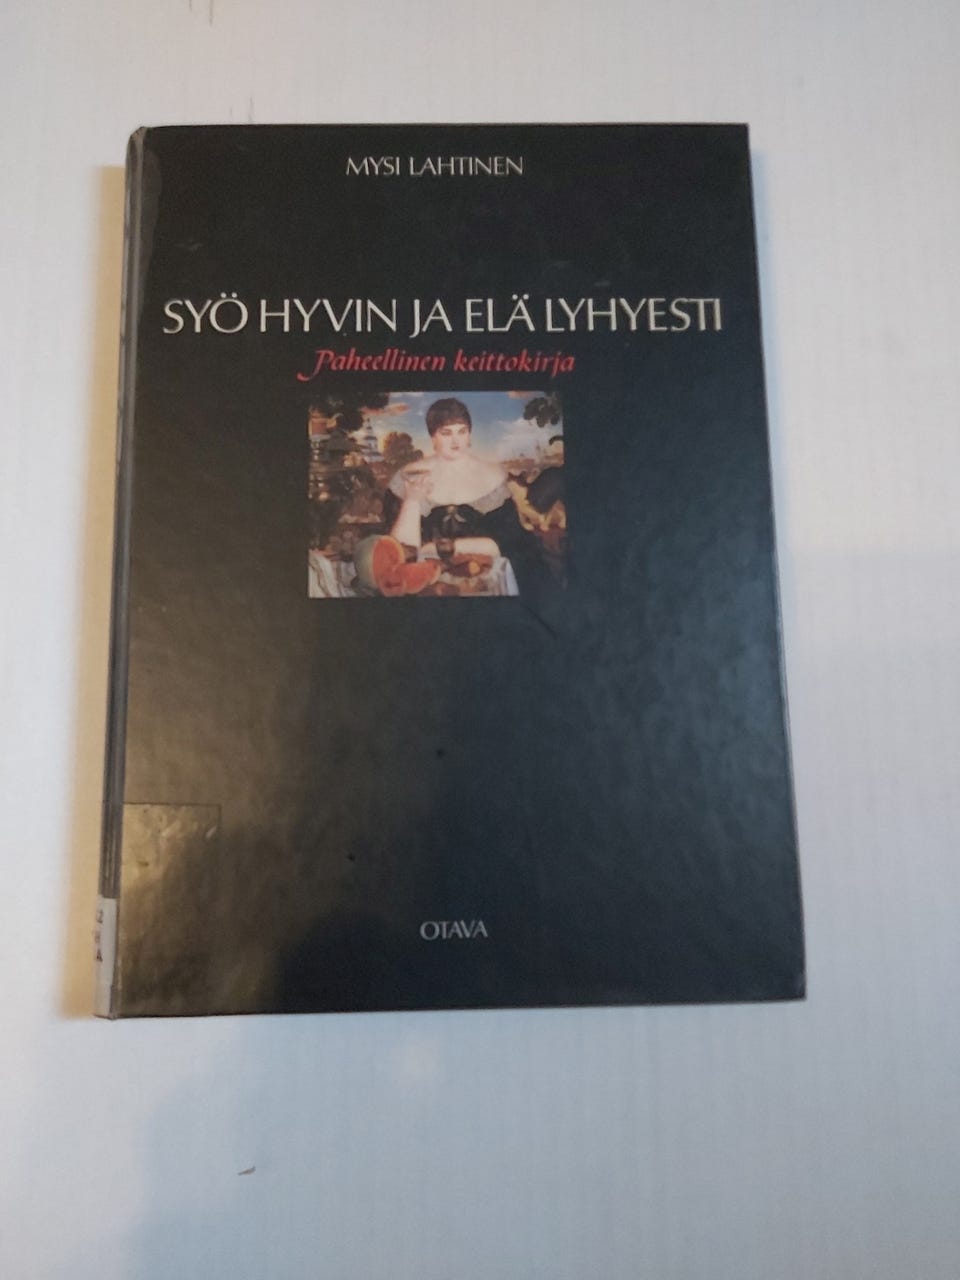 MYSI LAHTINEN
SYÖ HYVIN JA ELÄ LYHYESTI
Paheellinen keittokirja
OTAVA
A